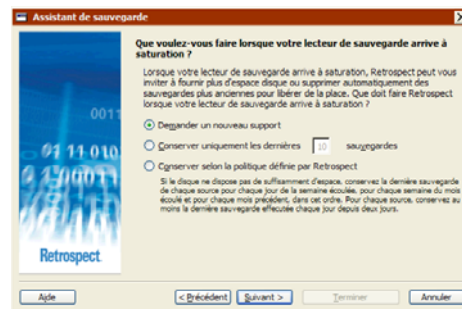 Assistant de sauvegarde
Que voulez-vous faire lorsque votre lecteur de sauvegarde arrive à
saturation ?
Lorsque votre lecteur de sauvegarde arrive à saturation, Retrospect peut vous
inviter à fournir plus d'espace disque ou supprimer automatiquement des
sauvegardes plus anciennes pour libérer de la place. Que doit faire Retrospect
lorsque votre lecteur de sauvegarde arrive à saturation ?
Demander un nouveau support
Conserver uniquement les dernières 10 sauvegardes
Conserver selon la politique définie par Retrospect
Si le disque ne dispose pas de suffisamment d'espace, conservez la dernière sauvegarde
de chaque source pour chaque jour de la semaine écoulée, pour chaque semaine du mois
écoulé et pour chaque mois précédent, dans cet ordre. Pour chaque source, conservez au
moins la dernière sauvegarde effectuée chaque jour depuis deux jours.
0011
01 11 010
Retrospect
Aide
< Précédent
Suivant >
Terminer
Annuler